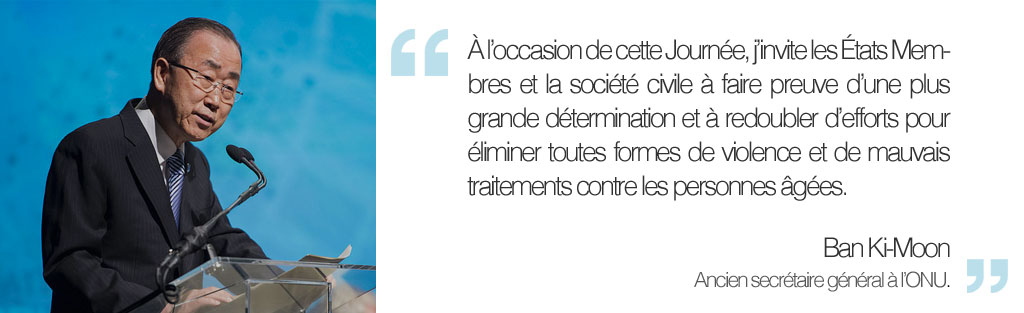 “
À l’occasion de cette Journée, j’invite les États Mem-
bres et la société civile à faire preuve d’une plus
grande détermination et à redoubler d’efforts pour
éliminer toutes formes de violence et de mauvais
traitements contre les personnes âgées.
Ban Ki-Moon
Ancien secrétaire général à l’ONU.
”